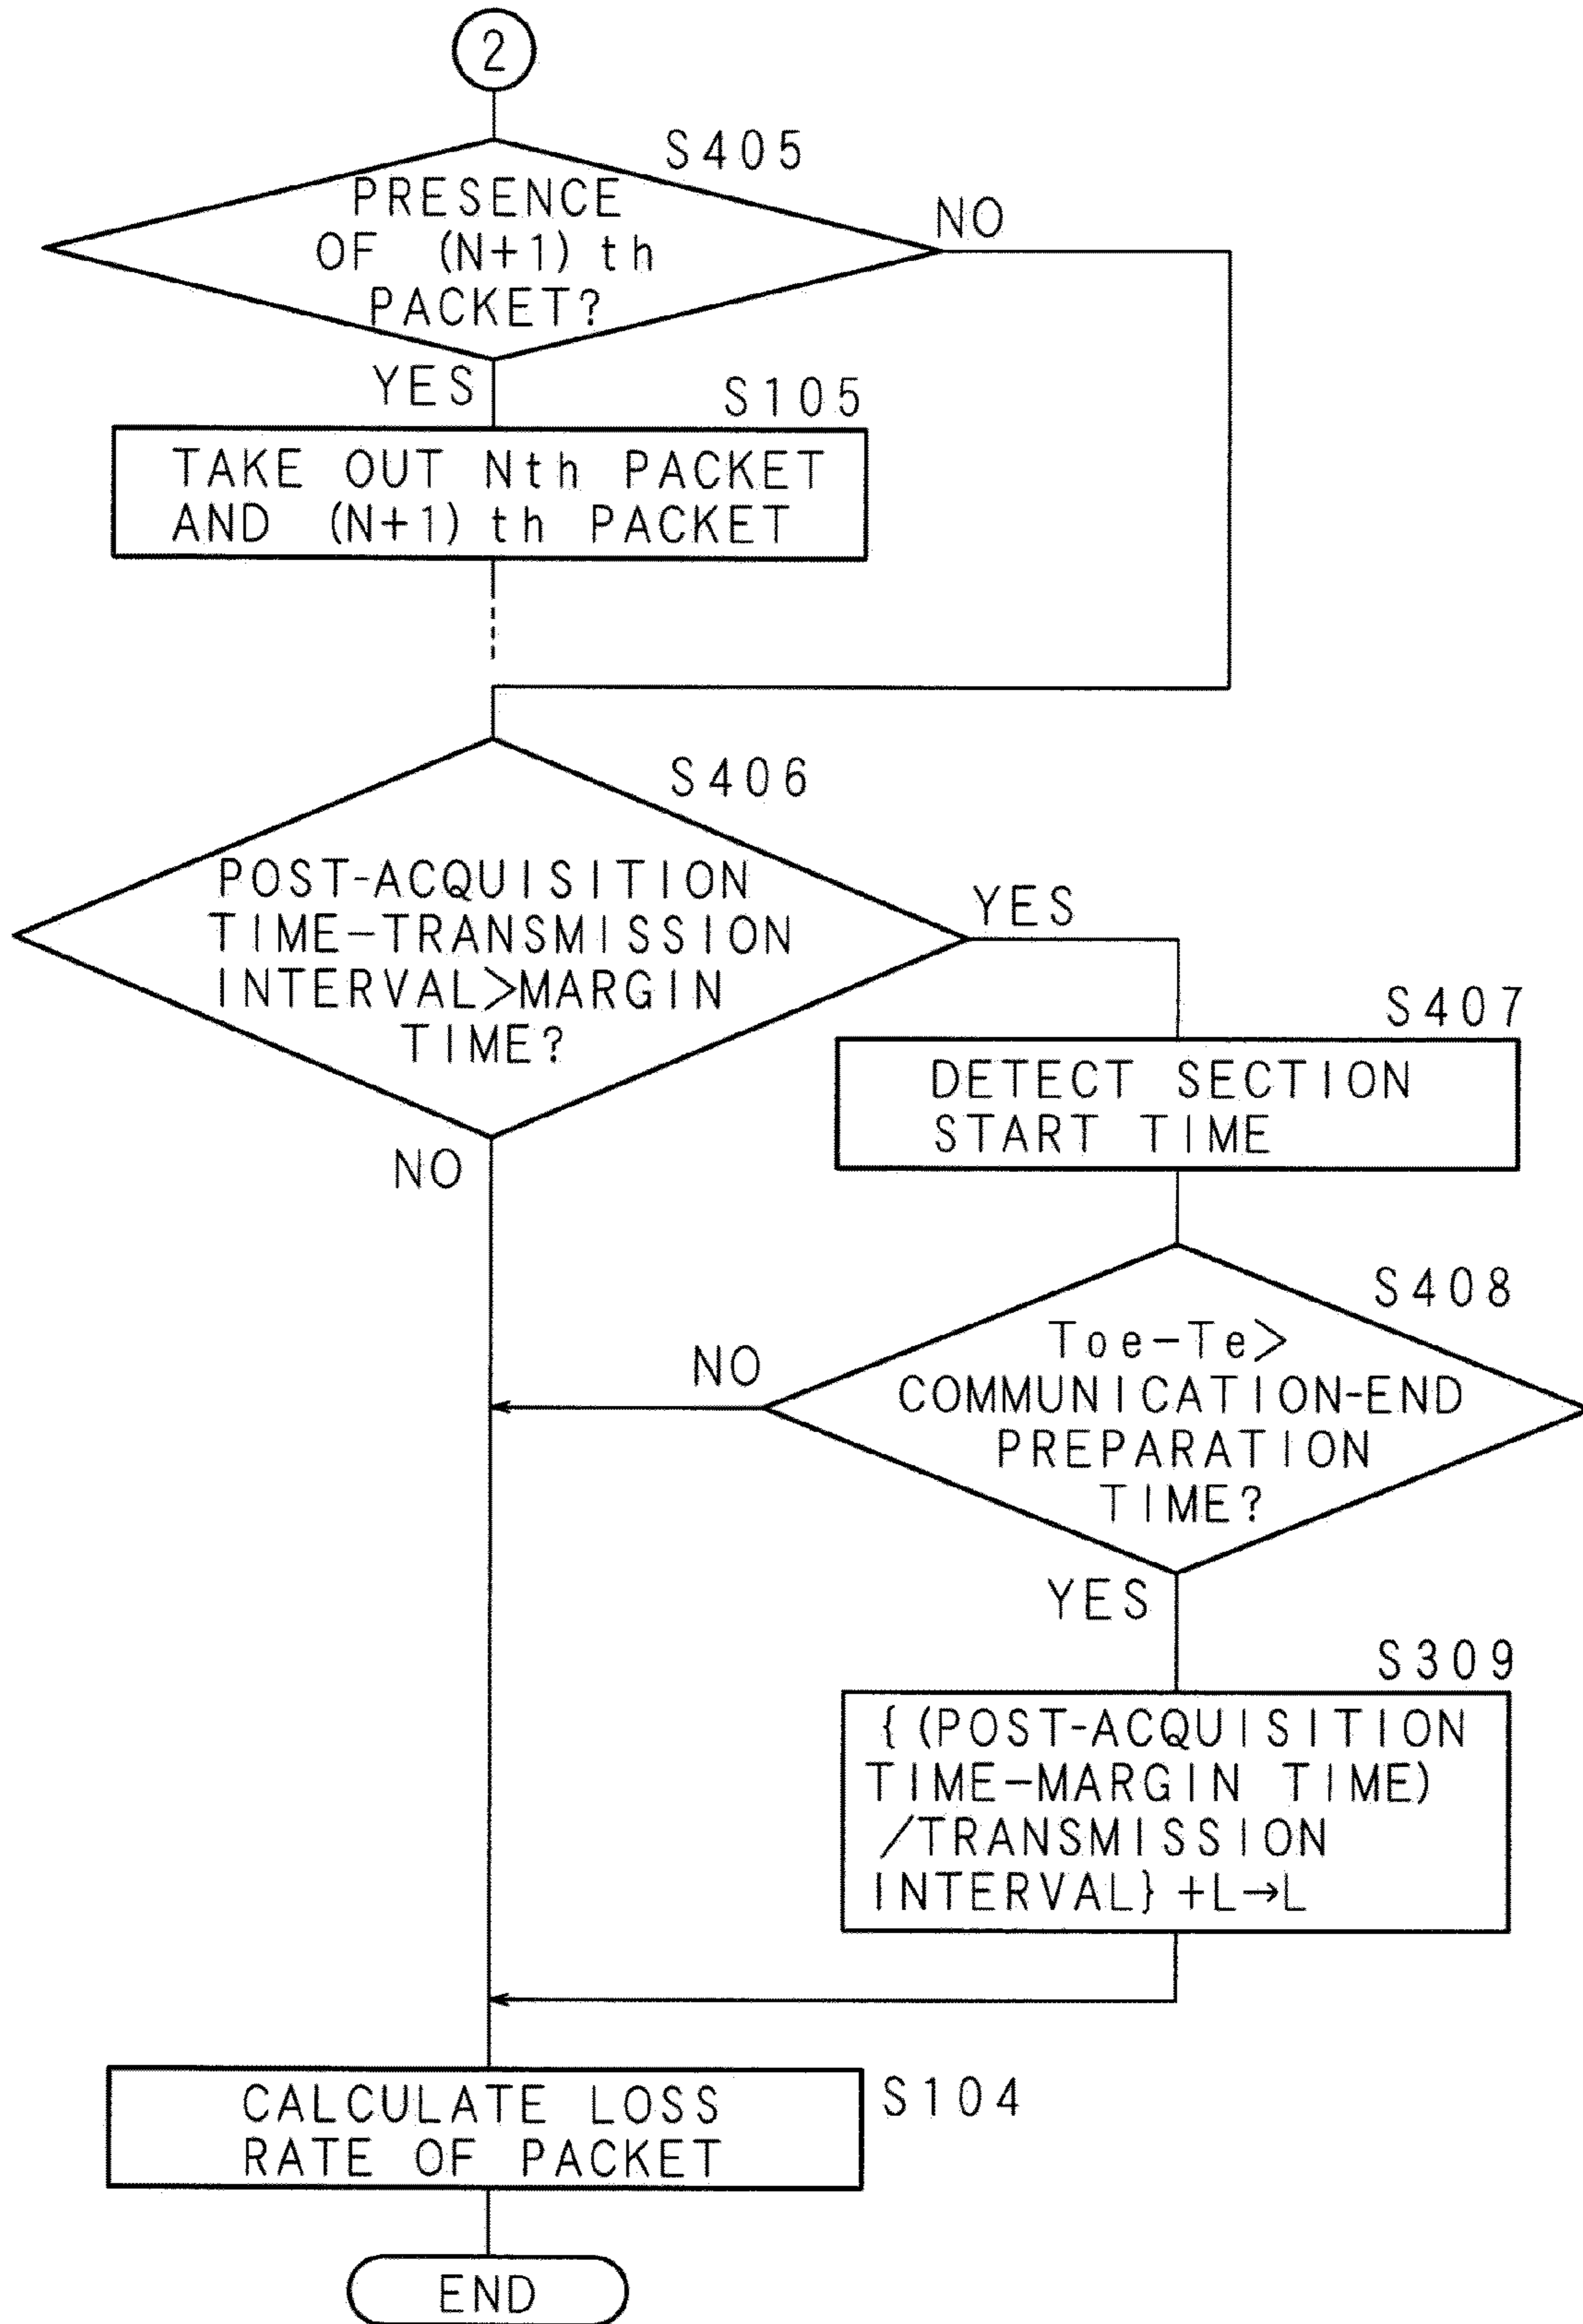 2
S405
PRESENCE
OF (N+1) th
PACKET?
NO
YES
S105
TAKE OUT Nth PACKET
AND (N+1) th PACKET
S406
POST-ACQUISITION
TIME-TRANSMISSION
INTERVAL>MARGIN
TIME?
YES
NO
S407
DETECT SECTION
START TIME
S408
Toe-Te>
COMMUNICATION-END
PREPARATION
TIME?
NO
YES
S309
{ (POST-ACQUISITION
TIME-MARGIN TIME)
/TRANSMISSION
INTERVAL} +L→L
CALCULATE LOSS
RATE OF PACKET
S104
END